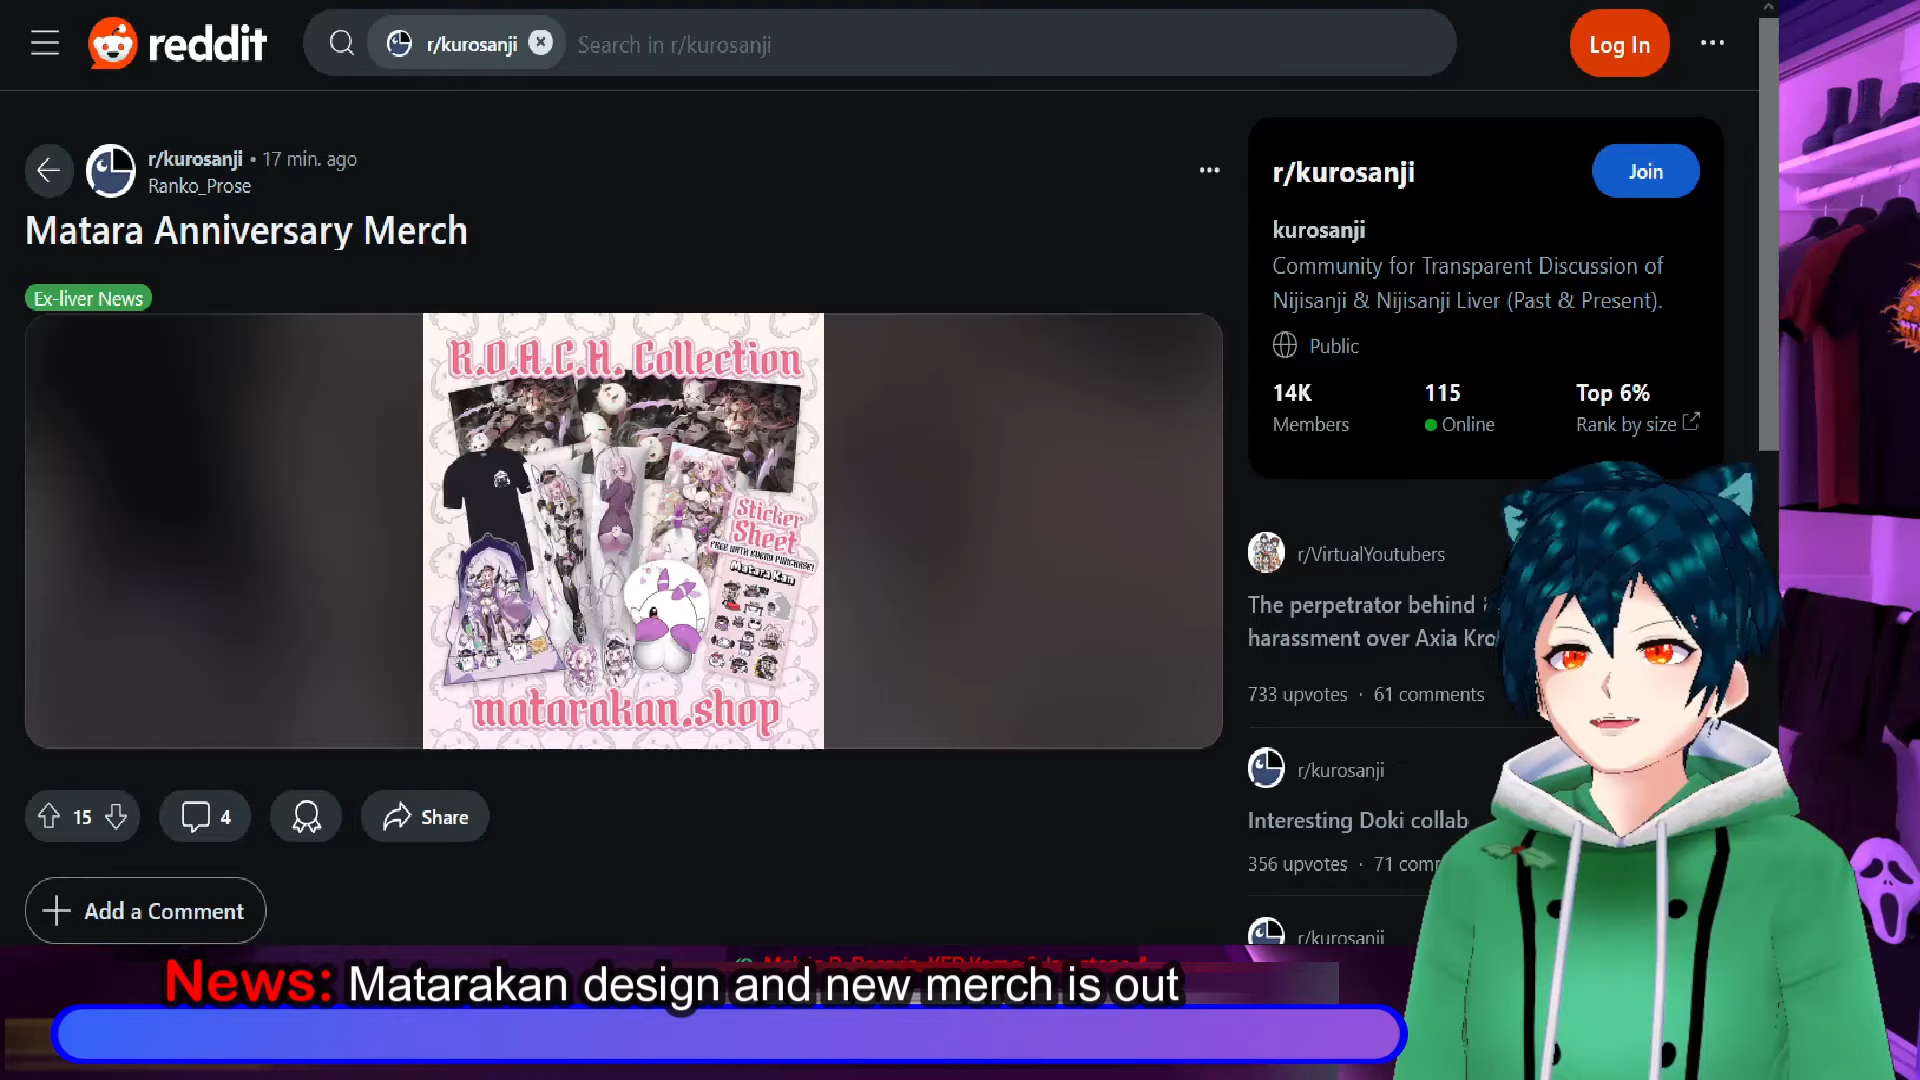 reddit
r/kurosanji
Search in r/kurosanji
Log In
r/kurosanji • 17 min. ago
Ranko_Prose
Matara Anniversary Merch
Ex-liver News
R.O.A.C.H. Collection
Sticker
Sheet
Matara Kan
matarakan.shop
15
4
Share
Add a Comment
r/kurosanji
Join
kurosanji
Community for Transparent Discussion of
Nijisanji & Nijisanji Liver (Past & Present).
Public
14K
115
Top 6%
Members
Online
Rank by size
r/VirtualYoutubers
The perpetrator behind
harassment over Axia Kro
733 upvotes · 61 comments
r/kurosanji
Interesting Doki collab
356 upvotes · 71 comm
r/kurosanji
News: Matarakan design and new merch is out